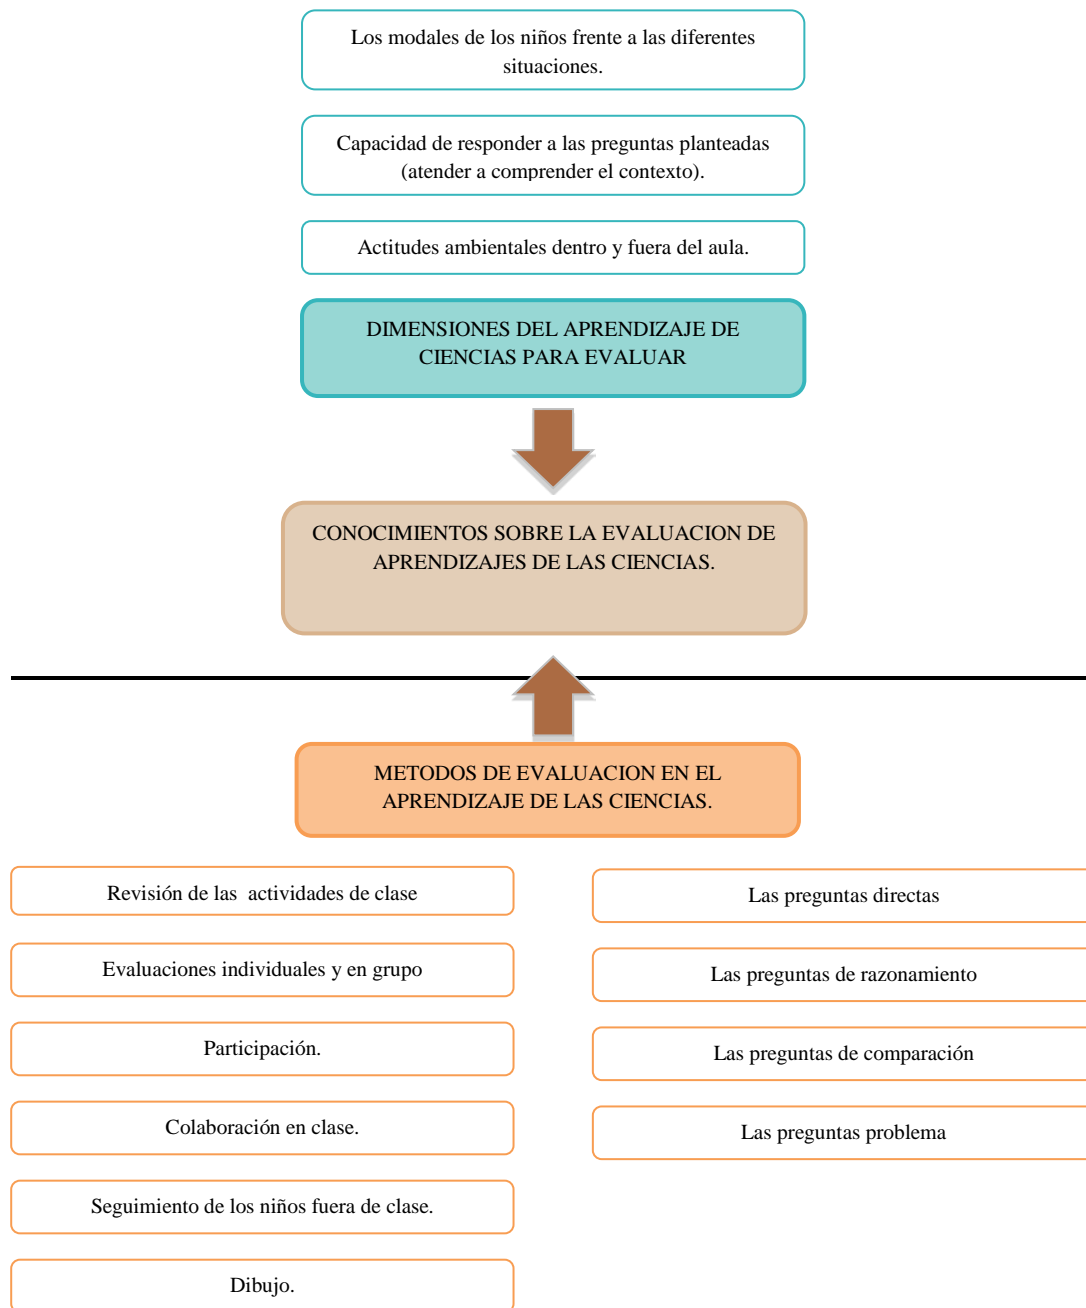 Los modales de los niños frente a las diferentes
situaciones.
Capacidad de responder a las preguntas planteadas
(atender a comprender el contexto).
Actitudes ambientales dentro y fuera del aula.
DIMENSIONES DEL APRENDIZAJE DE
CIENCIAS PARA EVALUAR
CONOCIMIENTOS SOBRE LA EVALUACION DE
APRENDIZAJES DE LAS CIENCIAS.
METODOS DE EVALUACION EN EL
APRENDIZAJE DE LAS CIENCIAS.
Revisión de las actividades de clase
Evaluaciones individuales y en grupo
Participación.
Colaboración en clase.
Seguimiento de los niños fuera de clase.
Dibujo.
Las preguntas directas
Las preguntas de razonamiento
Las preguntas de comparación
Las preguntas problema